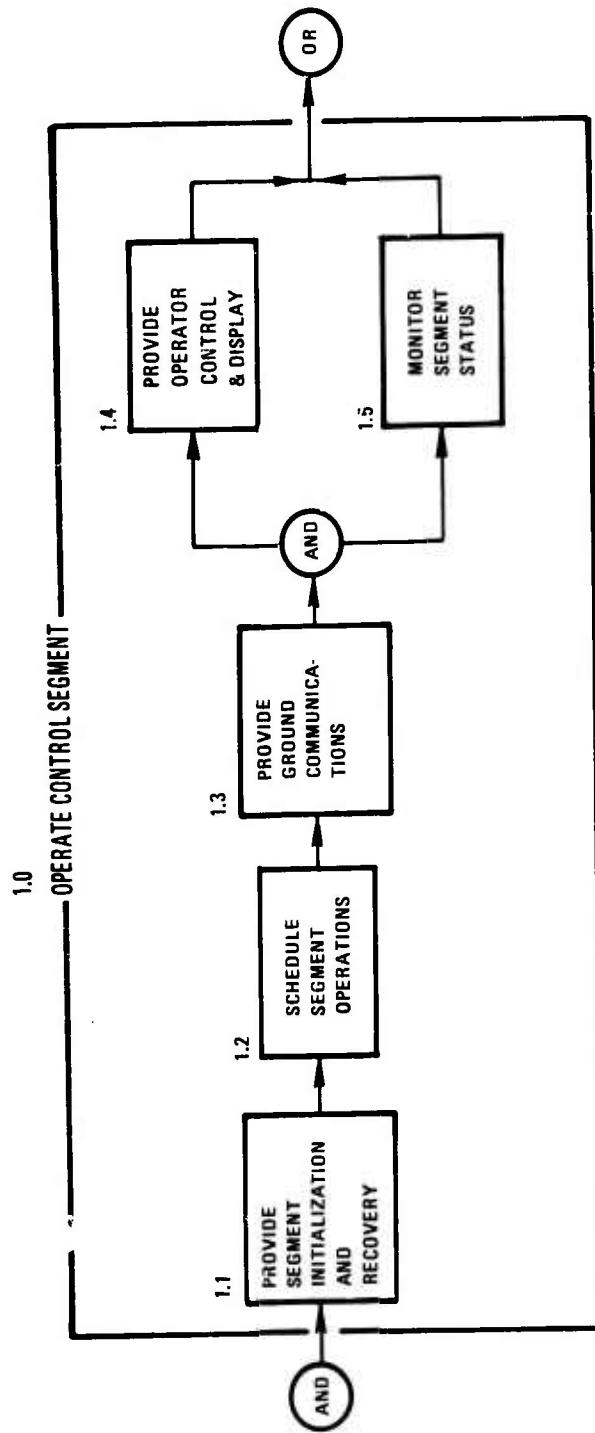 1.0
OPERATE CONTROL SEGMENT
AND
1.1
PROVIDE
SEGMENT
INITIALIZATION
AND
RECOVERY
1.2
SCHEDULE
SEGMENT
OPERATIONS
1.3
PROVIDE
GROUND
COMMUNICA-
TIONS
AND
1.4
PROVIDE
OPERATOR
CONTROL
& DISPLAY
1.5
MONITOR
SEGMENT
STATUS
OR